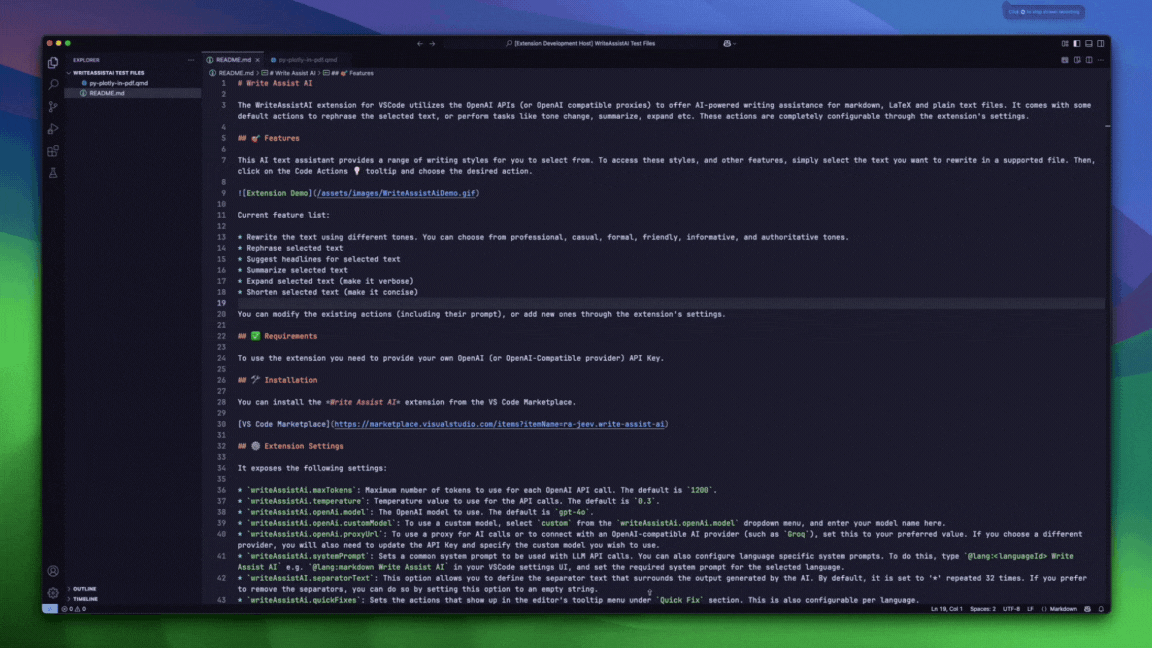 Click to stop screen recording
[Extension Development Host] WriteAssistAi Test Files
EXPLORER
README.md
py-plotly-in-pdf.qmd
WRITEASSISTAI TEST FILES
README.md > # Write Assist AI > ## 🚀 Features
py-plotly-in-pdf.qmd
README.md
1 # Write Assist AI
2
3 The WriteAssistAI extension for VSCode utilizes the OpenAI APIs (or OpenAI compatible proxies) to offer AI-powered writing assistance for markdown, LaTeX and plain text files. It comes with some
default actions to rephrase the selected text, or perform tasks like tone change, summarize, expand etc. These actions are completely configurable through the extension's settings.
4
5 ## 🚀 Features
6
7 This AI text assistant provides a range of writing styles for you to select from. To access these styles, and other features, simply select the text you want to rewrite in a supported file. Then,
click on the Code Actions 💡 tooltip and choose the desired action.
8
9 ![Extension Demo](/assets/images/WriteAssistAiDemo.gif)
10
11 Current feature list:
12
13 * Rewrite the text using different tones. You can choose from professional, casual, formal, friendly, informative, and authoritative tones.
14 * Rephrase selected text
15 * Suggest headlines for selected text
16 * Summarize selected text
17 * Expand selected text (make it verbose)
18 * Shorten selected text (make it concise)
19
20 You can modify the existing actions (including their prompt), or add new ones through the extension's settings.
21
22 ## ✅ Requirements
23
24 To use the extension you need to provide your own OpenAI (or OpenAI-Compatible provider) API Key.
25
26 ## 🛠 Installation
27
28 You can install the *Write Assist AI* extension from the VS Code Marketplace.
29
30 [VS Code Marketplace](https://marketplace.visualstudio.com/items?itemName=ra-jeev.write-assist-ai)
31
32 ## ⚙ Extension Settings
33
34 It exposes the following settings:
35
36 * `writeAssistAi.maxTokens`: Maximum number of tokens to use for each OpenAI API call. The default is `1200`.
37 * `writeAssistAi.temperature`: Temperature value to use for the API calls. The default is `0.3`.
38 * `writeAssistAi.openAi.model`: The OpenAI model to use. The default is `gpt-4o`.
39 * `writeAssistAi.openAi.customModel`: To use a custom model, select `custom` from the `writeAssistAi.openAi.model` dropdown menu, and enter your model name here.
40 * `writeAssistAi.openAi.proxyUrl`: To use a proxy for AI calls or to connect with an OpenAI-compatible AI provider (such as `Groq`), set this to your preferred value. If you choose a different
provider, you will also need to update the API Key and specify the custom model you wish to use.
41 * `writeAssistAi.systemPrompt`: Sets a common system prompt to be used with LLM API calls. You can also configure language specific system prompts. To do this, type `@lang:<languageId> Write
Assist AI` e.g. `@lang:markdown Write Assist AI` in your VSCode settings UI, and set the required system prompt for the selected language.
42 * `writeAssistAi.separatorText`: This option allows you to define the separator text that surrounds the output generated by the AI. By default, it is set to '*' repeated 32 times. If you prefer
to remove the separators, you can do so by setting this option to an empty string.
43 * `writeAssistAi.quickFixes`: Sets the actions that show up in the editor's tooltip menu under `Quick Fix` section. This is also configurable per language.
OUTLINE
TIMELINE
0 0
Ln 19, Col 1 Spaces: 2 UTF-8 LF Markdown